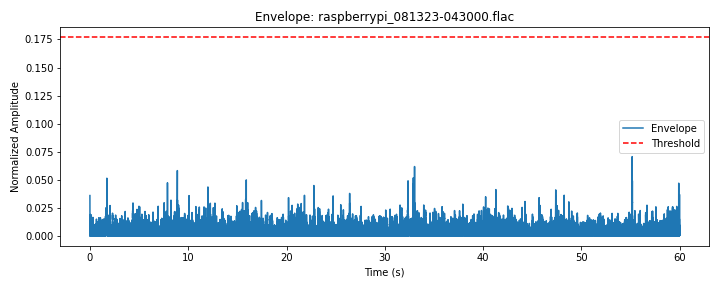 Envelope: raspberrypi_081323-043000.flac
Normalized Amplitude
0.175
0.150
0.125
0.100
0.075
0.050
0.025
0.000
Envelope
Threshold
0 10 20 30 40 50 60
Time (s)